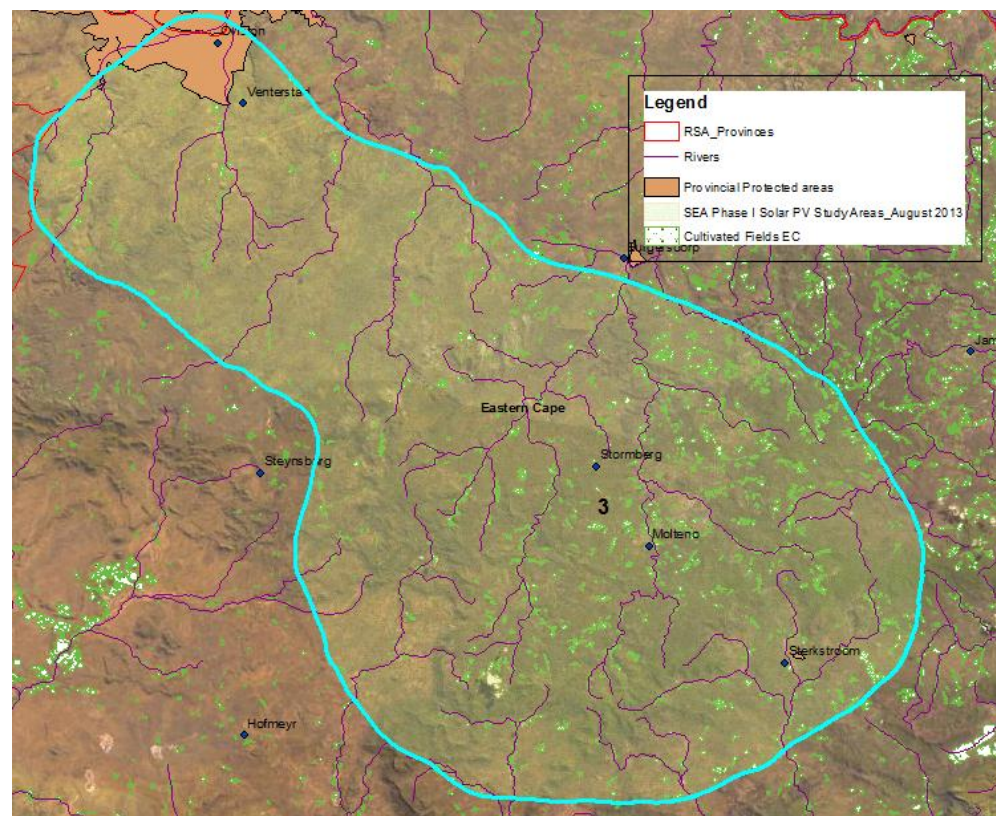 Venterstad
Legend
RSA_Provinces
Rivers
Provincial Protected areas
SEA Phase I Solar PV Study Areas_August 2013
Cultivated Fields EC
Jam
Eastern Cape
Steynsburg
Stormberg
3
Molteno
Sterkstroom
Hofmeyr